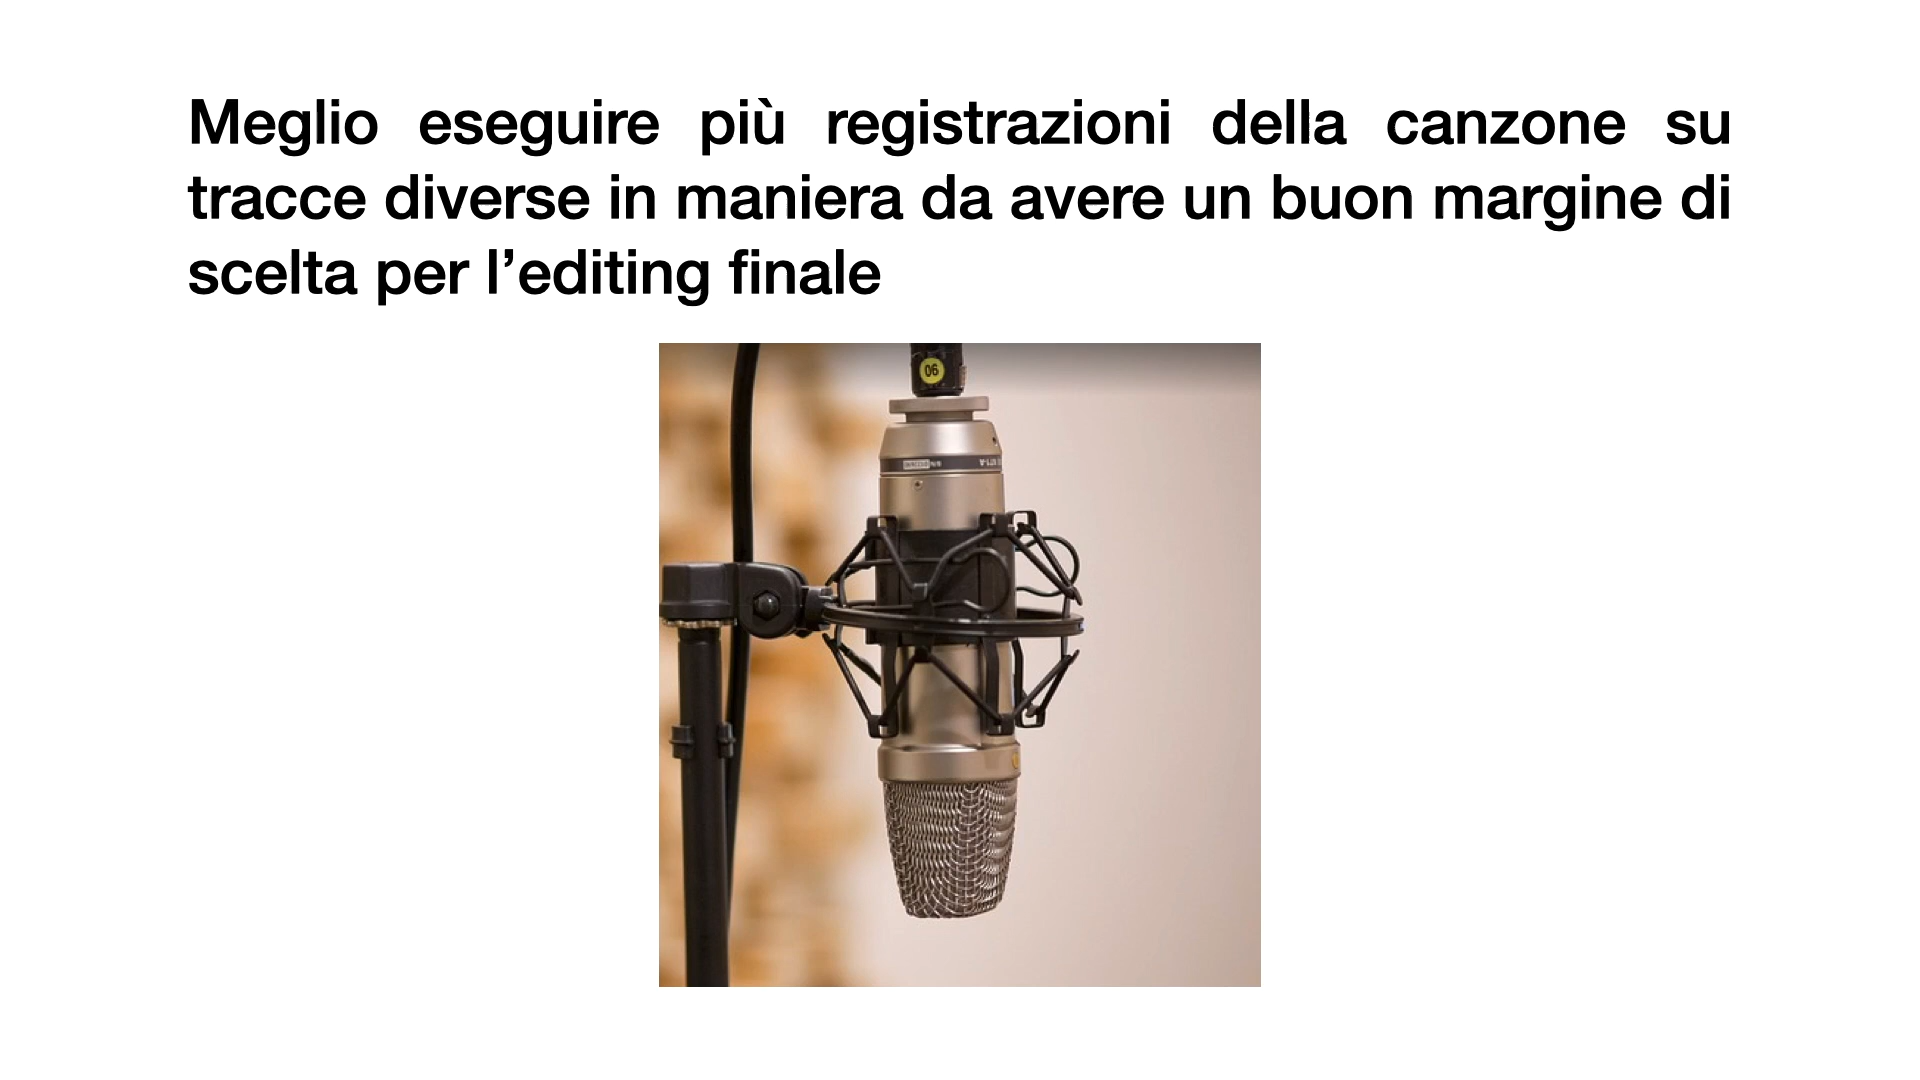 Meglio eseguire più registrazioni della canzone su
tracce diverse in maniera da avere un buon margine di
scelta per l’editing finale
06
NT1-A